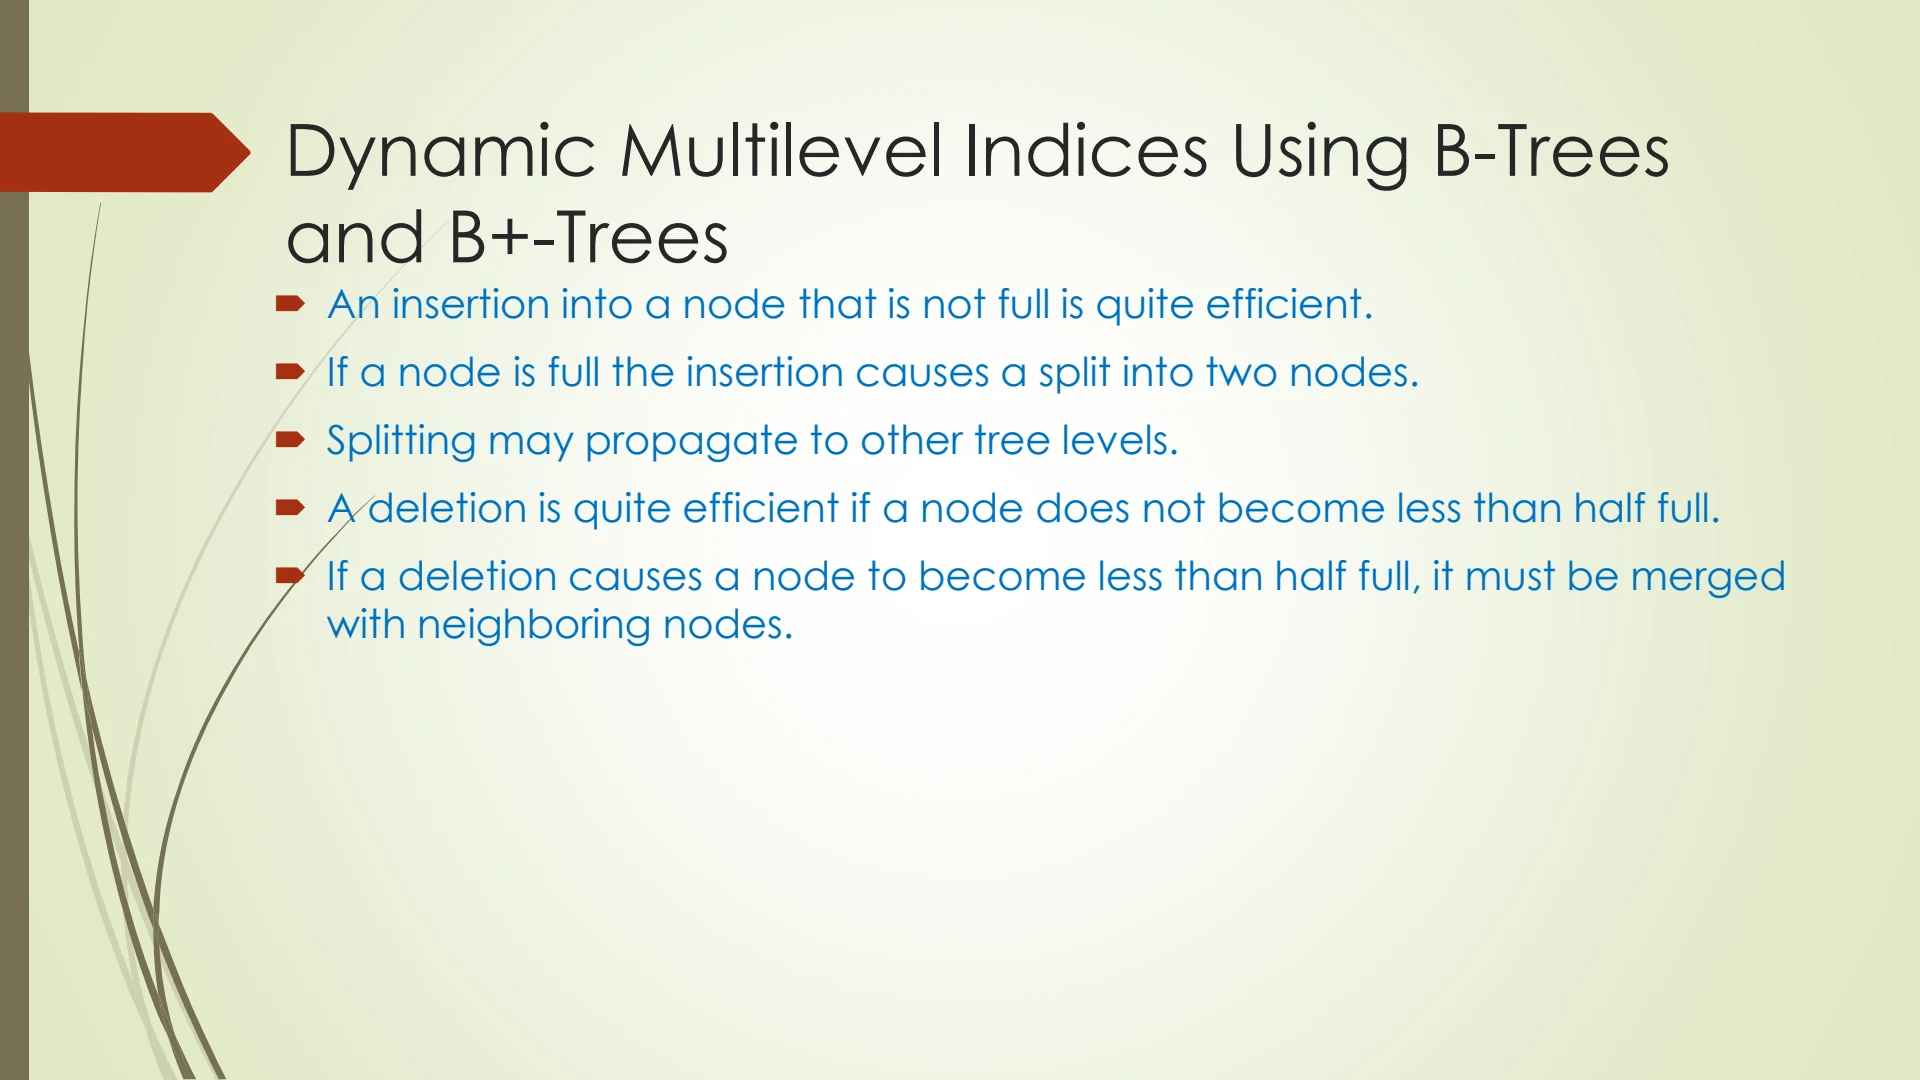 Dynamic Multilevel Indices Using B-Trees
and B+-Trees
An insertion into a node that is not full is quite efficient.
If a node is full the insertion causes a split into two nodes.
Splitting may propagate to other tree levels.
A deletion is quite efficient if a node does not become less than half full.
If a deletion causes a node to become less than half full, it must be merged
with neighboring nodes.